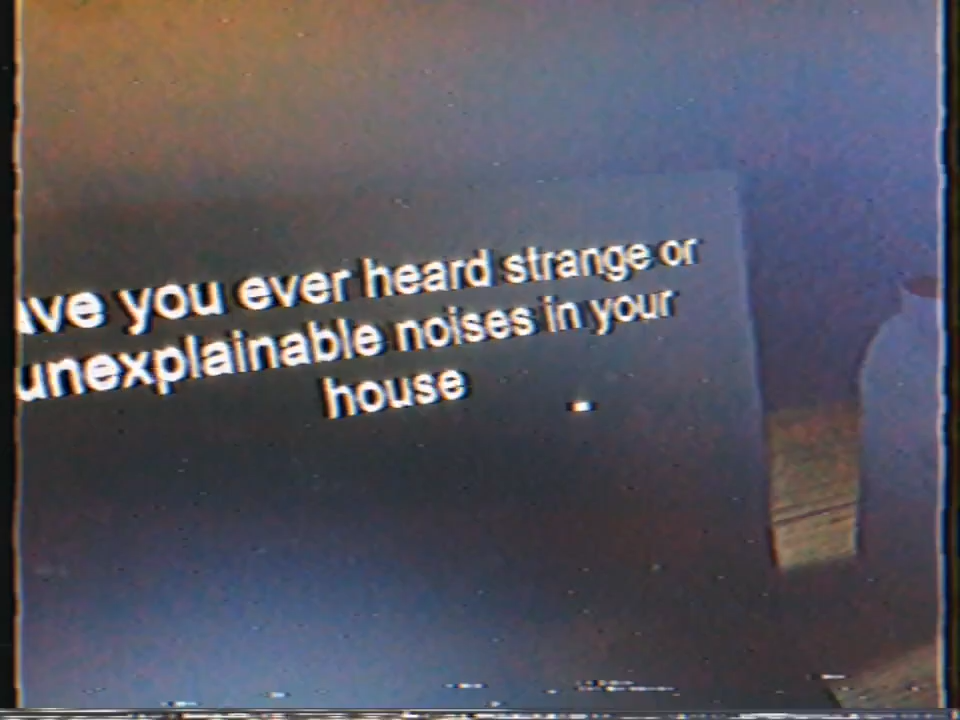 ave you ever heard strange or
unexplainable noises in your
house